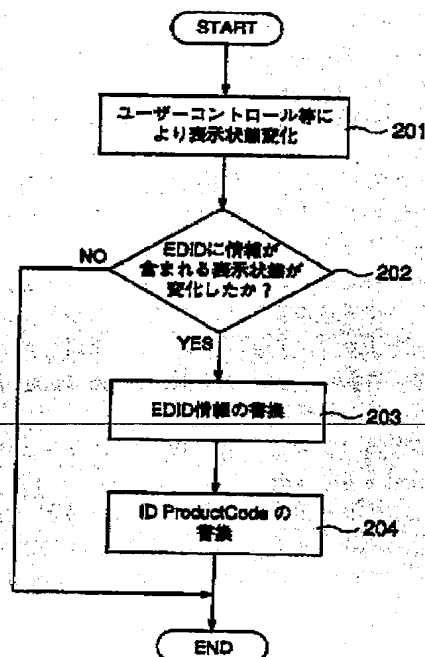 START
ユーザーコントロール等に
より表示状態変化
201
EDIDに情報が
含まれる表示状態が
変化したか?
202
NO
YES
EDID情報の書換
203
ID ProductCode の
書換
204
END